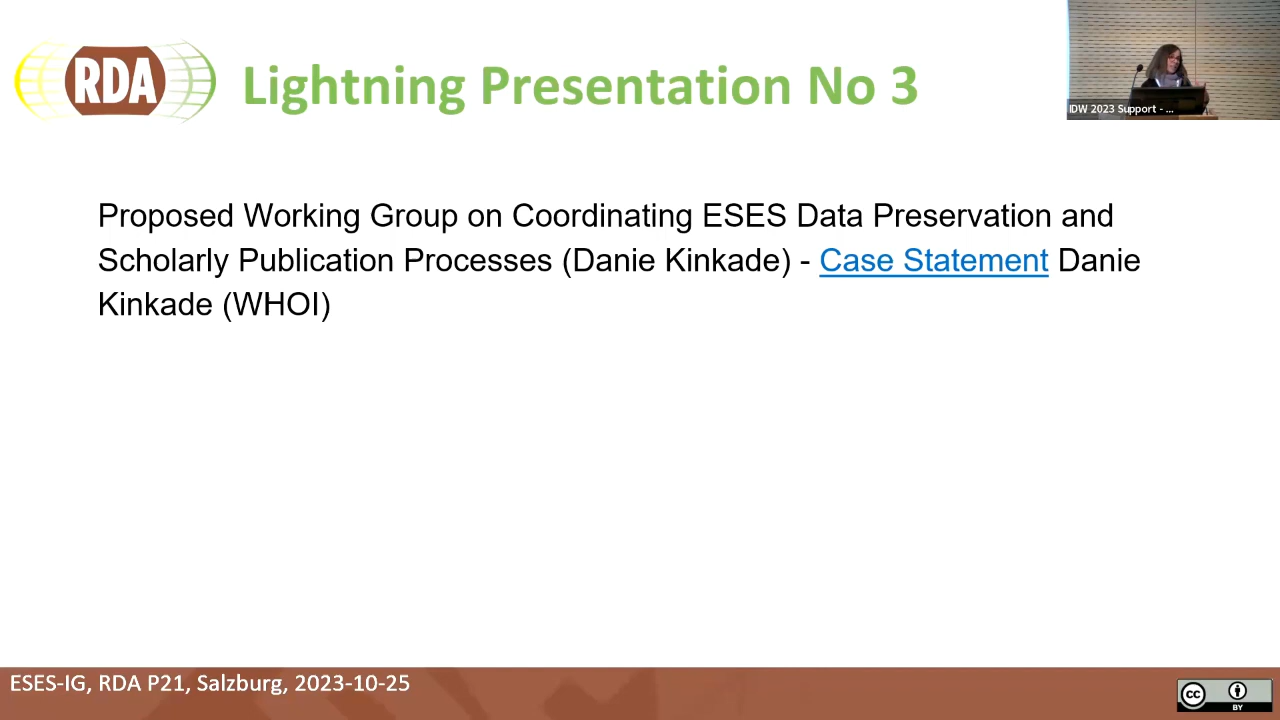 RDA
Lightning Presentation No 3
IDW 2023 Support - ...
Proposed Working Group on Coordinating ESES Data Preservation and
Scholarly Publication Processes (Danie Kinkade) - Case Statement Danie
Kinkade (WHOI)
ESES-IG, RDA P21, Salzburg, 2023-10-25
cc
BY